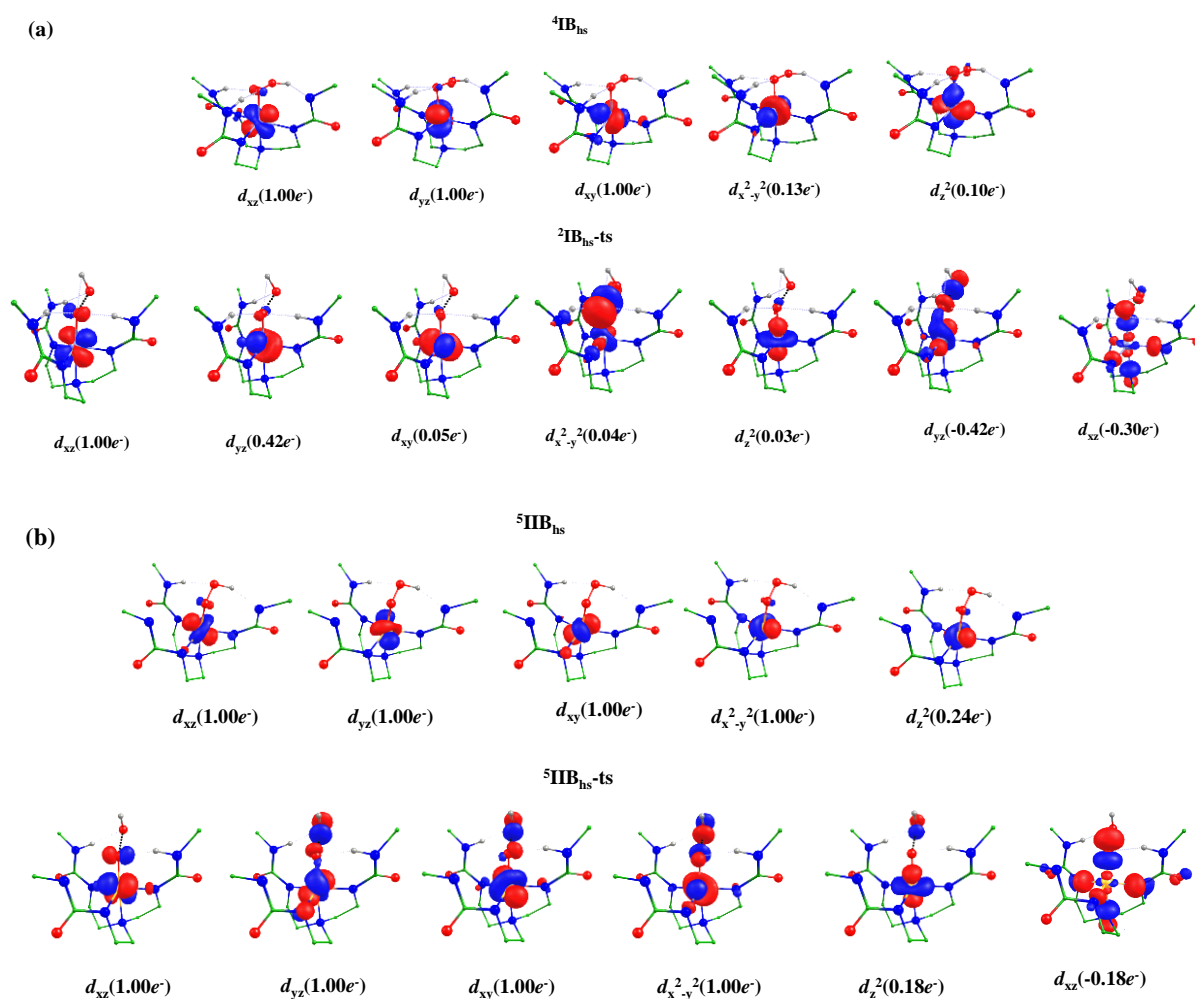 (a)
⁴IB_hs
d_xz(1.00e⁻) d_yz(1.00e⁻) d_xy(1.00e⁻) d_x²-y²(0.13e⁻) d_z²(0.10e⁻)
²IB_hs-ts
d_xz(1.00e⁻) d_yz(0.42e⁻) d_xy(0.05e⁻) d_x²-y²(0.04e⁻) d_z²(0.03e⁻) d_yz(-0.42e⁻) d_xz(-0.30e⁻)
(b)
⁵IIB_hs
d_xz(1.00e⁻) d_yz(1.00e⁻) d_xy(1.00e⁻) d_x²-y²(1.00e⁻) d_z²(0.24e⁻)
⁵IIB_hs-ts
d_xz(1.00e⁻) d_yz(1.00e⁻) d_xy(1.00e⁻) d_x²-y²(1.00e⁻) d_z²(0.18e⁻) d_xz(-0.18e⁻)